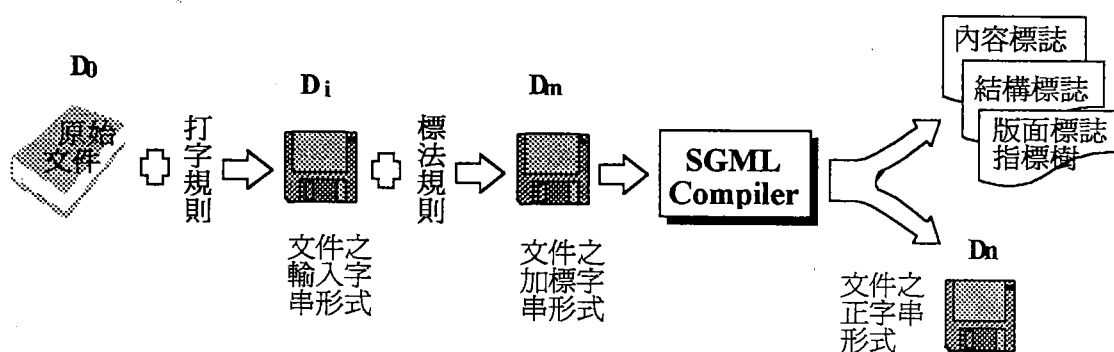 D0
原始
文件
打字規則
Di
文件之
輸入字
串形式
標法規則
Dm
文件之
加標字
串形式
SGML
Compiler
內容標誌
結構標誌
版面標誌
指標樹
Dn
文件之
正字串
形式